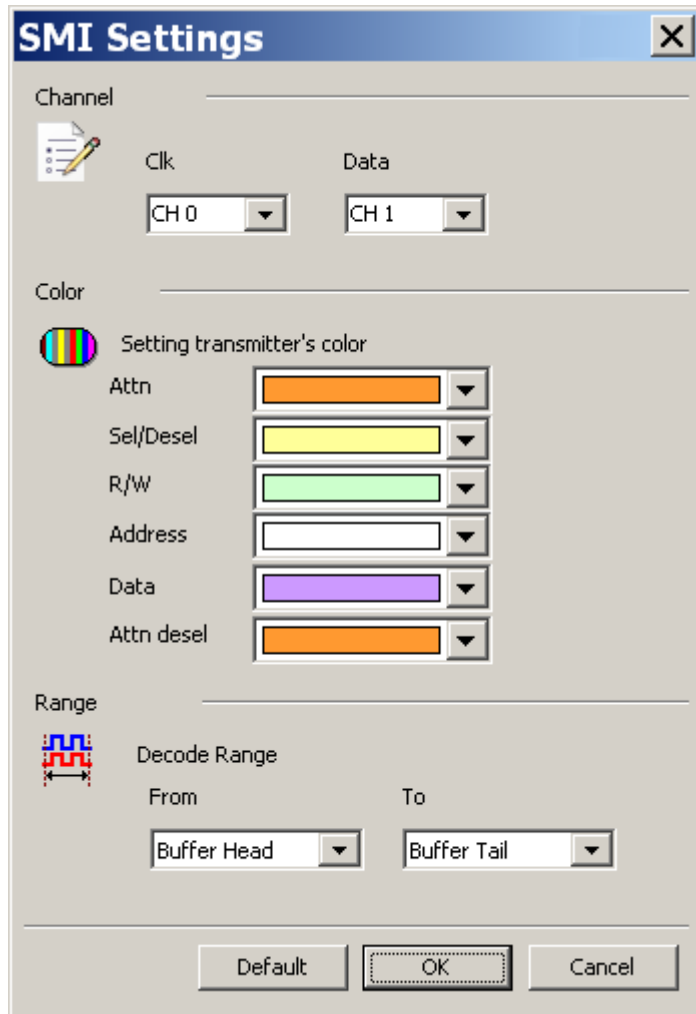 SMI Settings
Channel
Clk Data
CH 0 CH 1
Color
Setting transmitter's color
Attn
Sel/Desel
R/W
Address
Data
Attn desel
Range
Decode Range
From To
Buffer Head Buffer Tail
Default OK Cancel